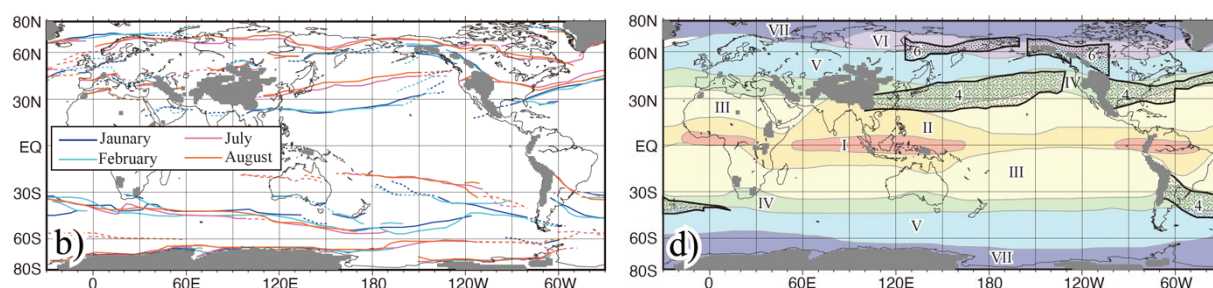 80N
60N
30N
EQ
30S
60S
80S
Jaunary
July
February
August
b)
0
60E
120E
180
120W
60W
80N
60N
30N
EQ
30S
60S
80S
VII
VI
6
6
V
4
IV
4
III
II
I
III
IV
4
V
VII
d)
0
60E
120E
180
120W
60W